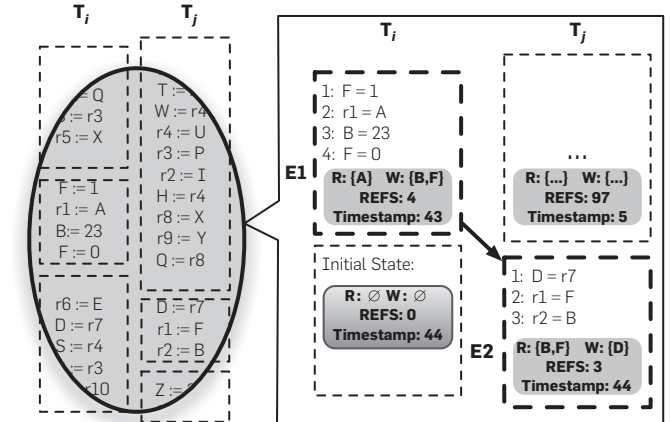 Ti
Tj
Q
r3
r5 := X
F := 1
r1 := A
B:= 23
F := 0
r6 := E
D := r7
S := r4
:= r3
r10
T :=
W := r4
r4 := U
r3 := P
r2 := I
H := r4
r8 := X
r9 := Y
Q := r8
D := r7
r1 := F
r2 := B
Z :=
Ti
Tj
1: F = 1
2: r1 = A
3: B = 23
4: F = 0
E1
R: {A} W: {B,F}
REFS: 4
Timestamp: 43
...
R: {...} W: {...}
REFS: 97
Timestamp: 5
Initial State:
R: ∅ W: ∅
REFS: 0
Timestamp: 44
E2
1: D = r7
2: r1 = F
3: r2 = B
R: {B,F} W: {D}
REFS: 3
Timestamp: 44